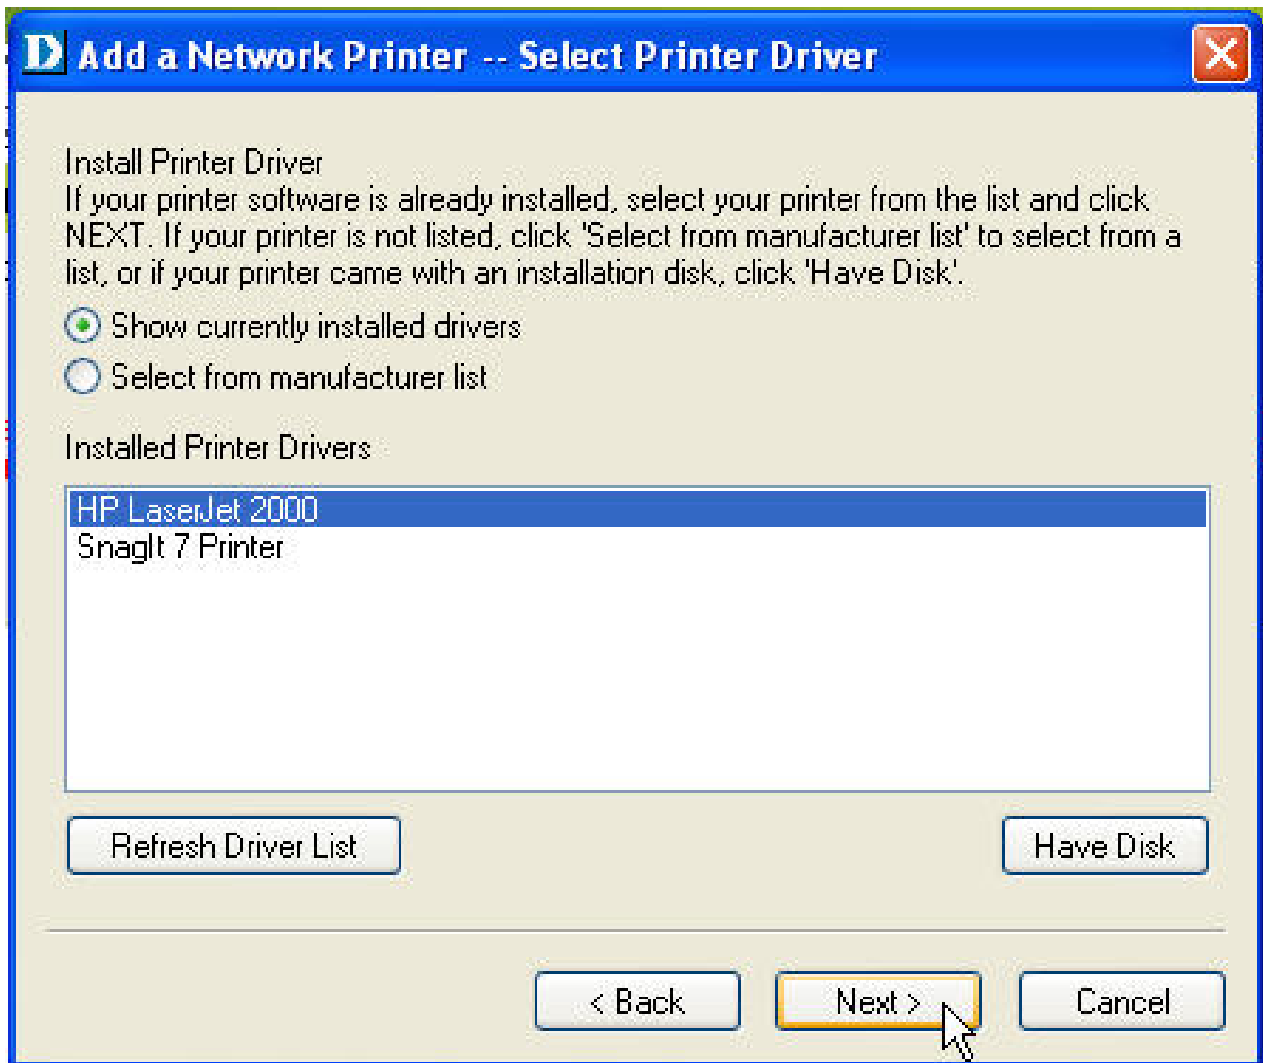 D Add a Network Printer -- Select Printer Driver
Install Printer Driver
If your printer software is already installed, select your printer from the list and click
NEXT. If your printer is not listed, click 'Select from manufacturer list' to select from a
list, or if your printer came with an installation disk, click 'Have Disk'.
Show currently installed drivers
Select from manufacturer list
Installed Printer Drivers
HP LaserJet 2000
SnagIt 7 Printer
Refresh Driver List
Have Disk
< Back
Next >
Cancel